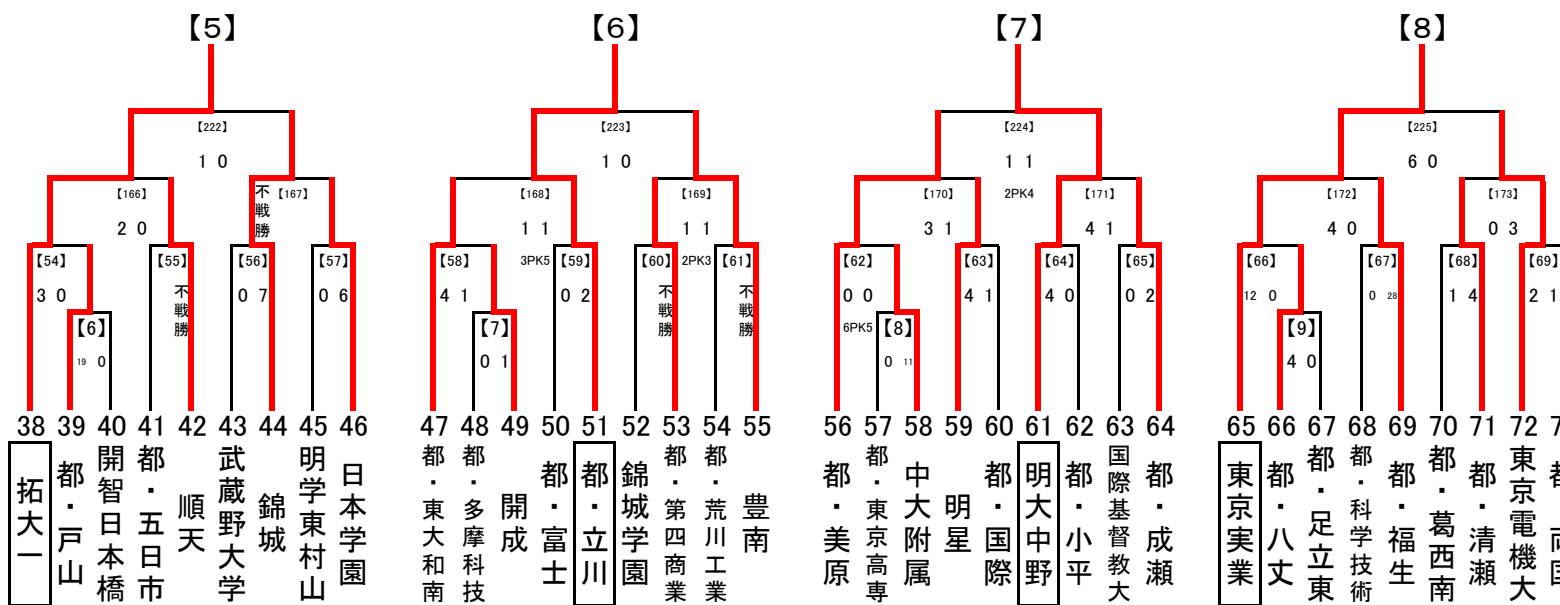 【5】 【6】 【7】 【8】
【222】 【223】 【224】 【225】
1 0 1 0 1 1 6 0
【166】 不戦勝 【167】 【168】 【169】 【170】 2PK4 【171】 【172】 【173】
2 0 1 1 1 1 3 1 4 1 4 0 0 3
【54】 【55】 【56】 【57】 【58】 3PK5 【59】 【60】 2PK3 【61】 【62】 【63】 【64】 【65】 【66】 【67】 【68】 【69】
3 0 不戦勝 0 7 0 6 4 1 0 2 不戦勝 不戦勝 0 0 4 1 4 0 0 2 12 0 0 28 1 4 2 1
【6】 【7】 6PK5 【8】 【9】
19 0 0 1 0 11 4 0
38 39 40 41 42 43 44 45 46 47 48 49 50 51 52 53 54 55 56 57 58 59 60 61 62 63 64 65 66 67 68 69 70 71 72
拓大一
都・戸山
開智日本橋
都・五日市
順天
武蔵野大学
錦城
明学東村山
日本学園
都・東大和南
都・多摩科技
開成
都・富士
都・立川
錦城学園
都・第四商業
都・荒川工業
豊南
都・美原
都・東京高専
中大附属
明星
都・国際
明大中野
都・小平
国際基督教大
都・成瀬
東京実業
都・八丈
都・足立東
都・科学技術
都・福生
都・葛西南
都・清瀬
東京電機大